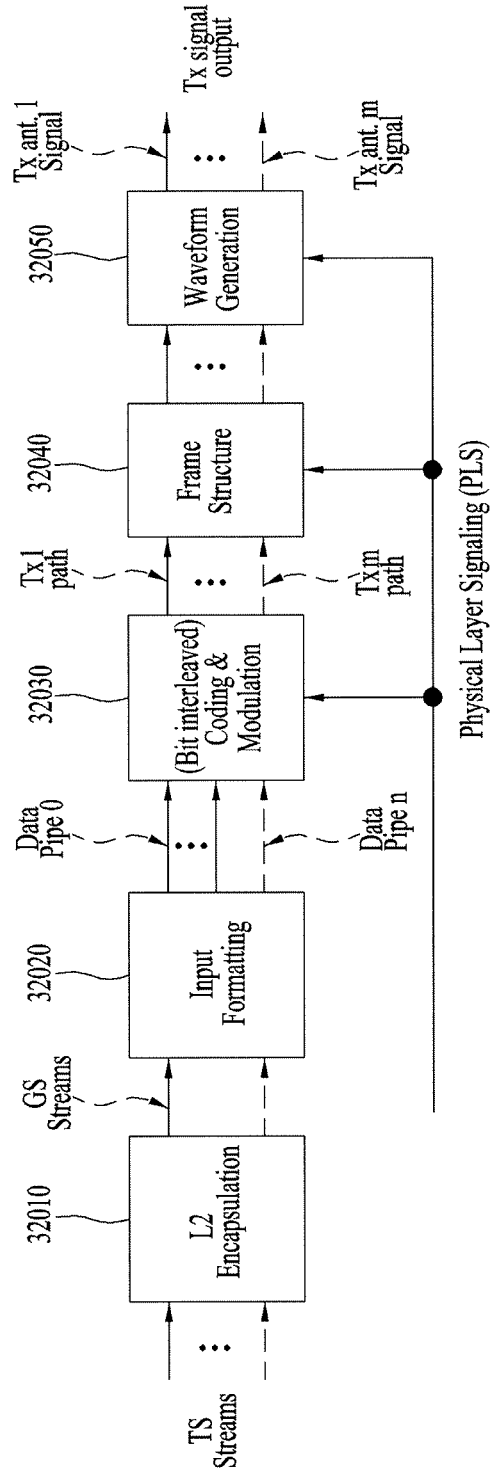 TS
Streams
32010
L2
Encapsulation
GS
Streams
32020
Input
Formatting
Data
Pipe 0
Data
Pipe n
32030
(Bit interleaved)
Coding &
Modulation
Tx1
path
Txm
path
32040
Frame
Structure
32050
Waveform
Generation
Tx ant. 1
Signal
Tx ant. m
Signal
Tx signal
output
Physical Layer Signaling (PLS)